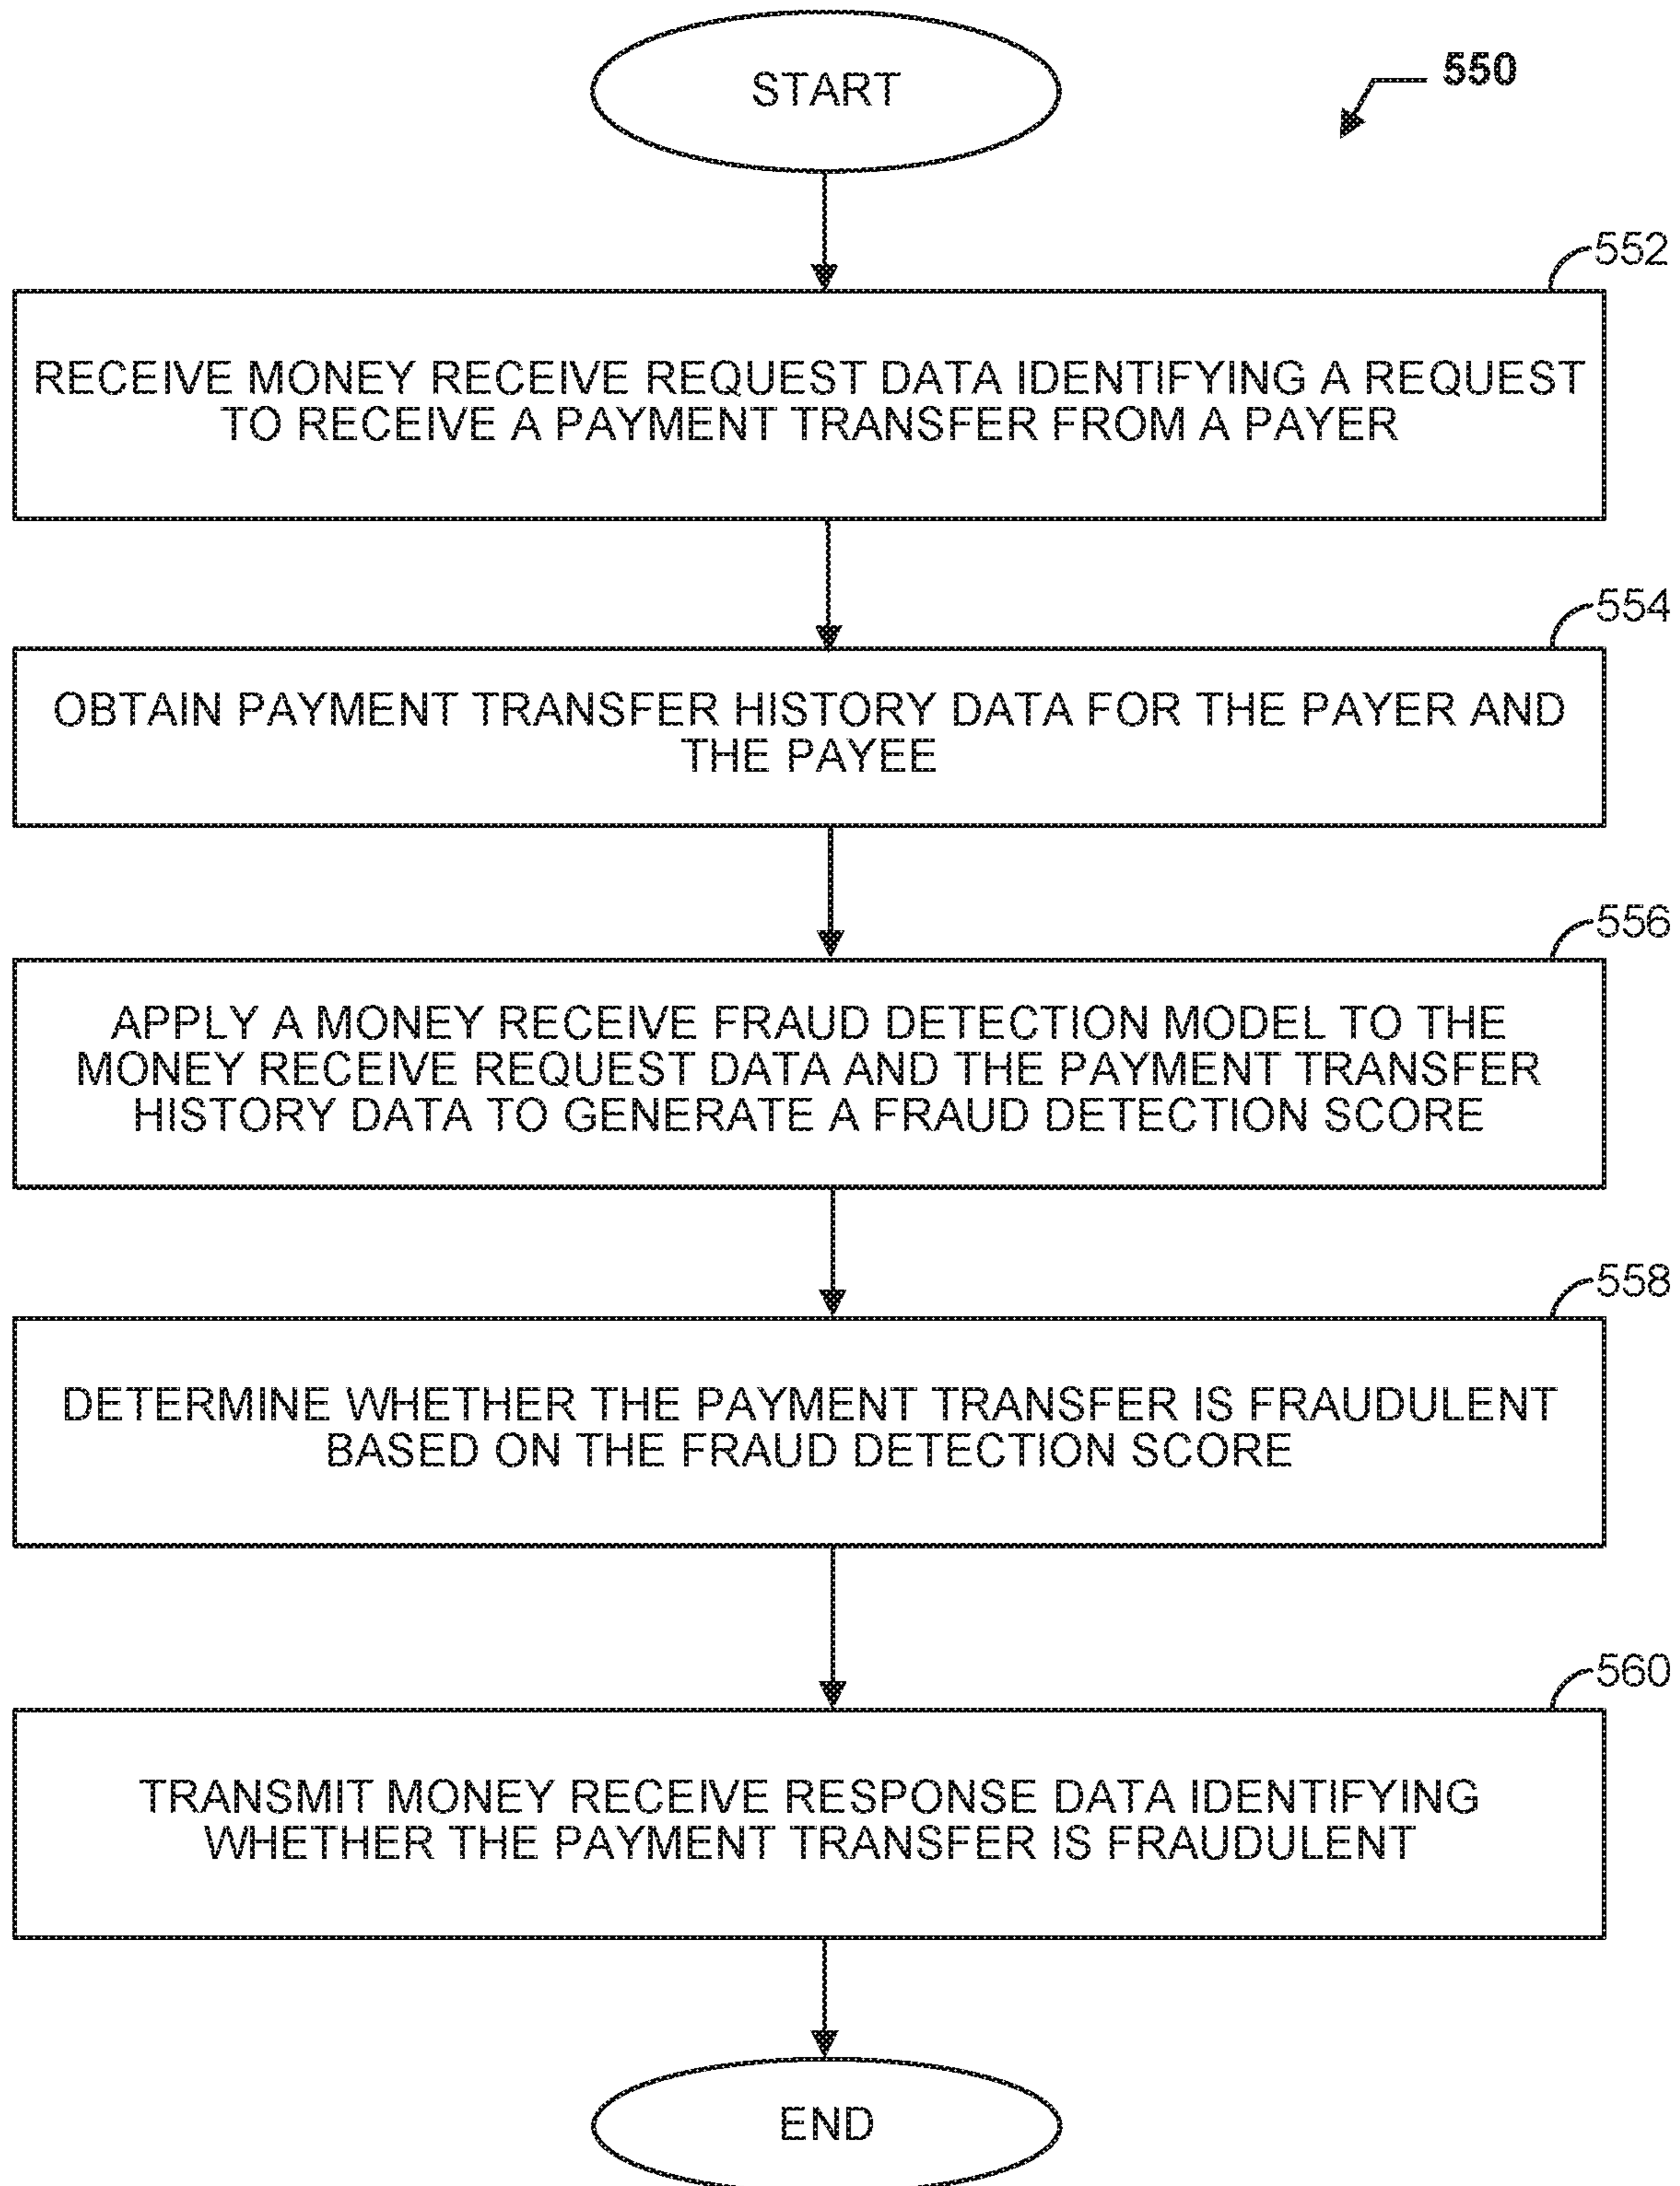 START
550
552
RECEIVE MONEY RECEIVE REQUEST DATA IDENTIFYING A REQUEST
TO RECEIVE A PAYMENT TRANSFER FROM A PAYER
554
OBTAIN PAYMENT TRANSFER HISTORY DATA FOR THE PAYER AND
THE PAYEE
556
APPLY A MONEY RECEIVE FRAUD DETECTION MODEL TO THE
MONEY RECEIVE REQUEST DATA AND THE PAYMENT TRANSFER
HISTORY DATA TO GENERATE A FRAUD DETECTION SCORE
558
DETERMINE WHETHER THE PAYMENT TRANSFER IS FRAUDULENT
BASED ON THE FRAUD DETECTION SCORE
560
TRANSMIT MONEY RECEIVE RESPONSE DATA IDENTIFYING
WHETHER THE PAYMENT TRANSFER IS FRAUDULENT
END